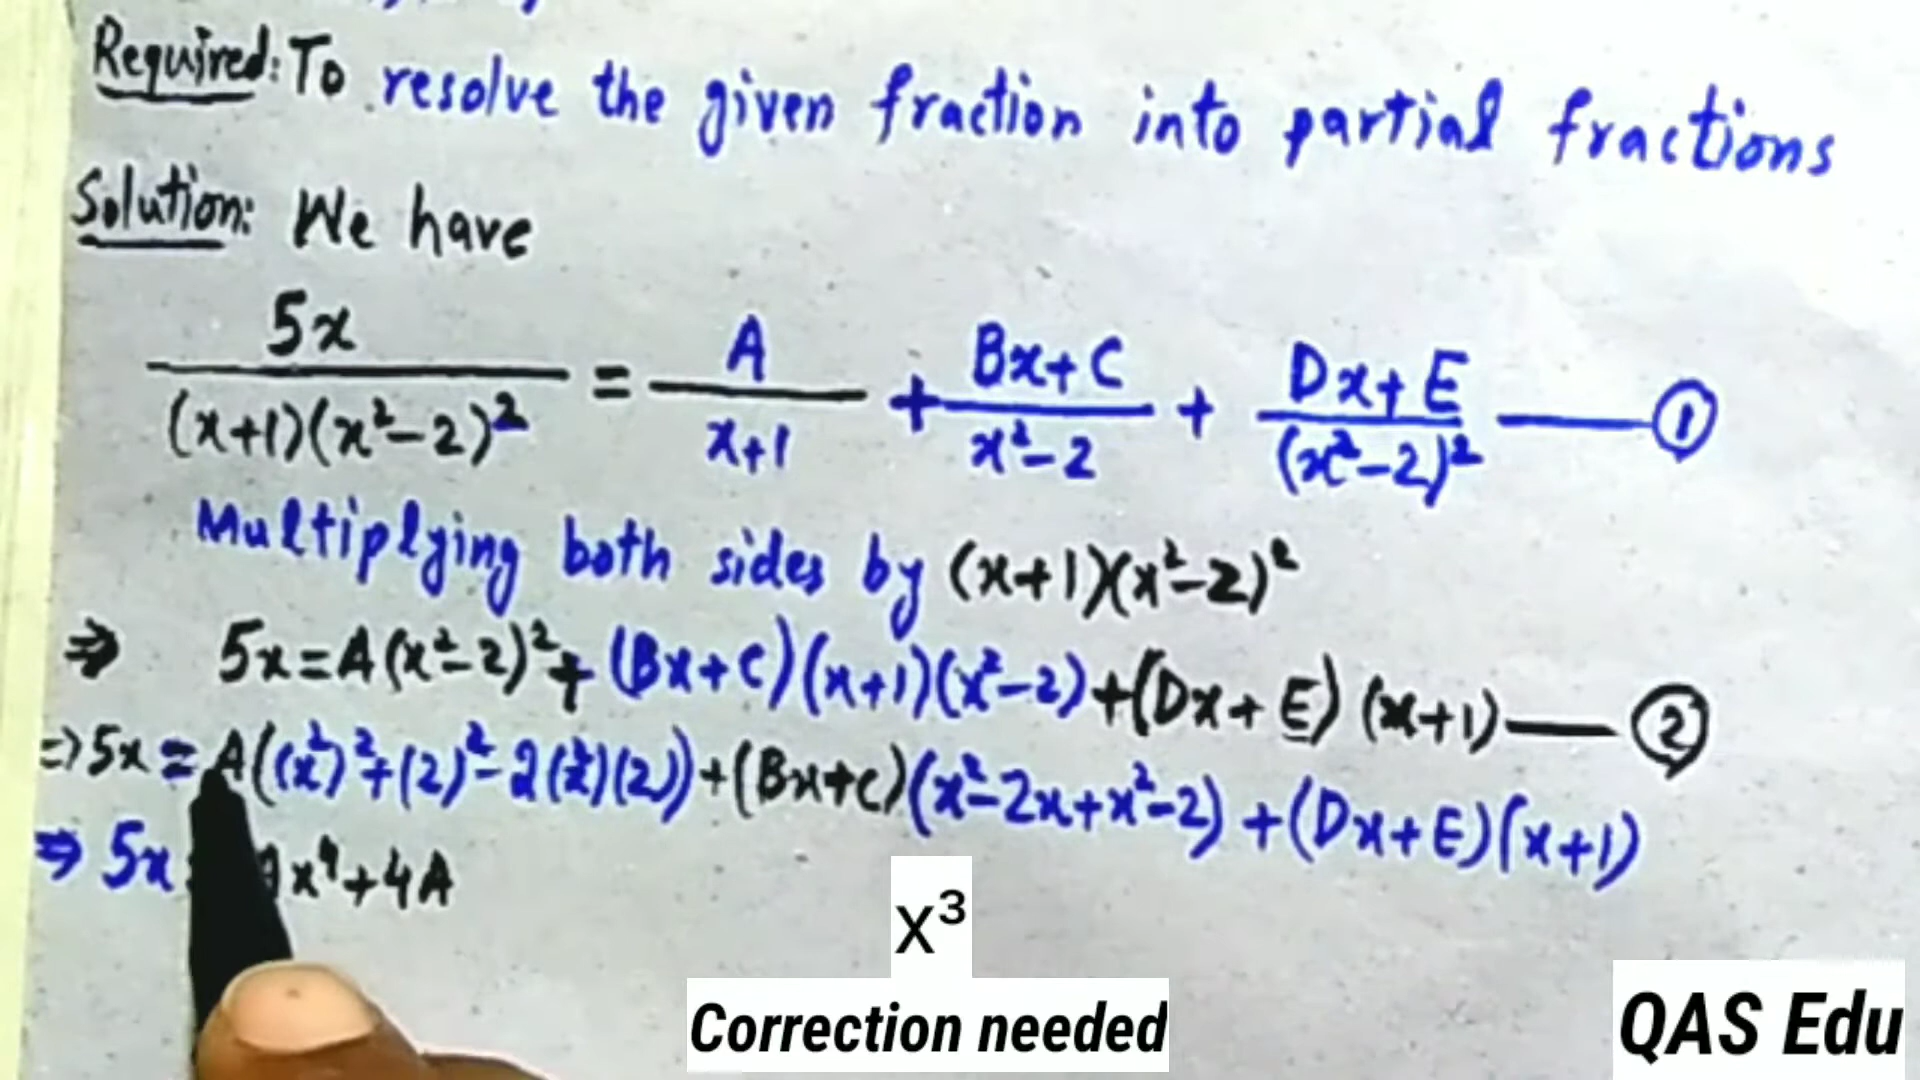 Required: To resolve the given fraction into partial fractions
Solution: We have
5x/(x+1)(x²-2)² = A/x+1 + Bx+C/x²-2 + Dx+E/(x²-2)² — ①
Multiplying both sides by (x+1)(x²-2)²
⇒ 5x=A(x²-2)²+(Bx+C)(x+1)(x²-2)+(Dx+E)(x+1) — ②
⇒ 5x = A((x²)²+(2)²-2(x²)(2))+(Bx+C)(x²-2x+x²-2)+(Dx+E)(x+1)
⇒ 5x x⁴+4A
x³
Correction needed
QAS Edu